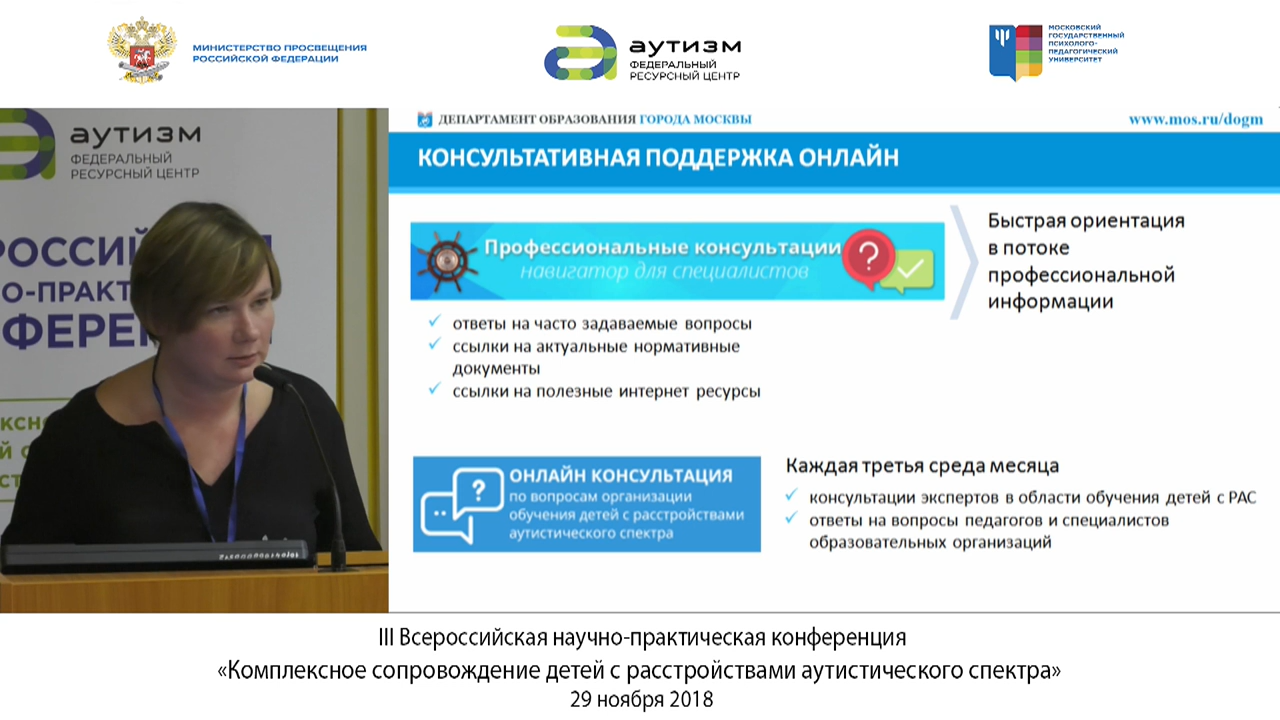 МИНИСТЕРСТВО ПРОСВЕЩЕНИЯ
РОССИЙСКОЙ ФЕДЕРАЦИИ
аутизм
ФЕДЕРАЛЬНЫЙ
РЕСУРСНЫЙ ЦЕНТР
МОСКОВСКИЙ
ГОСУДАРСТВЕННЫЙ
ПСИХОЛОГО-
ПЕДАГОГИЧЕСКИЙ
УНИВЕРСИТЕТ
аутизм
ФЕДЕРАЛЬНЫЙ
РЕСУРСНЫЙ ЦЕНТР
ДЕПАРТАМЕНТ ОБРАЗОВАНИЯ ГОРОДА МОСКВЫ
www.mos.ru/dogm
КОНСУЛЬТАТИВНАЯ ПОДДЕРЖКА ОНЛАЙН
Профессиональные консультации
навигатор для специалистов
Быстрая ориентация
в потоке
профессиональной
информации
ответы на часто задаваемые вопросы
ссылки на актуальные нормативные
документы
ссылки на полезные интернет ресурсы
ОНЛАЙН КОНСУЛЬТАЦИЯ
по вопросам организации
обучения детей с расстройствами
аутистического спектра
Каждая третья среда месяца
консультации экспертов в области обучения детей с РАС
ответы на вопросы педагогов и специалистов
образовательных организаций
III Всероссийская научно-практическая конференция
«Комплексное сопровождение детей с расстройствами аутистического спектра»
29 ноября 2018